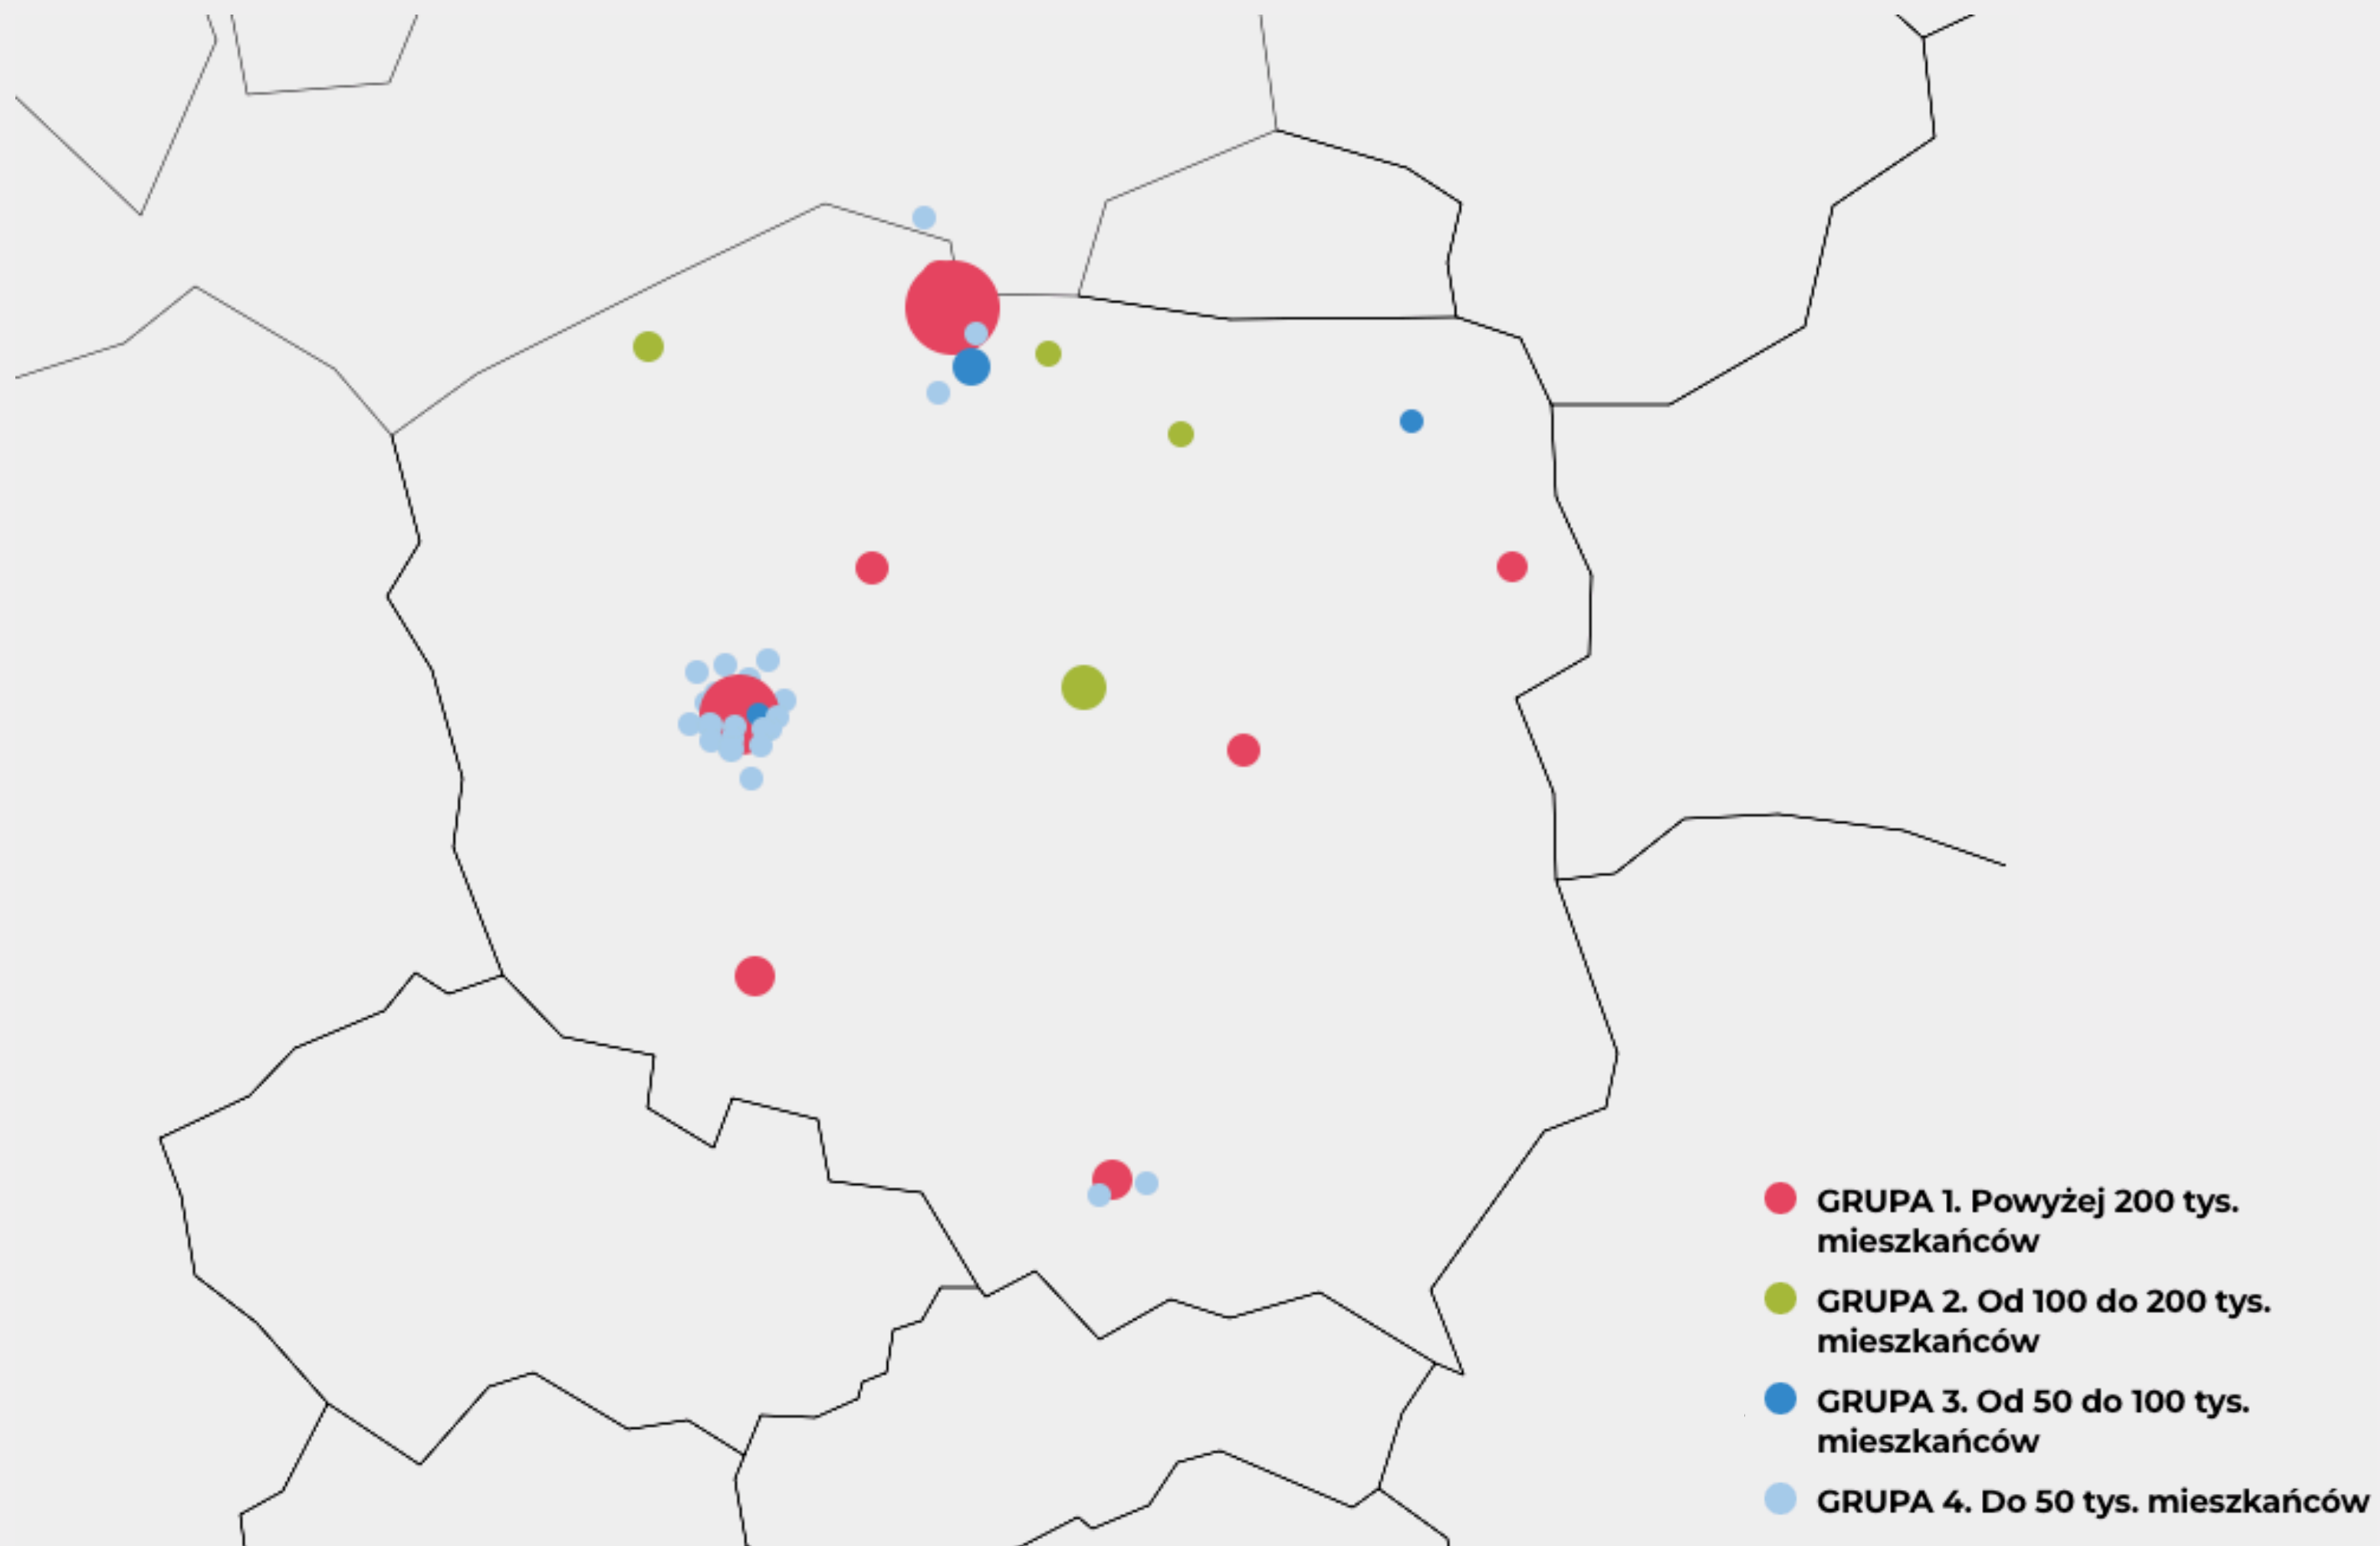 GRUPA 1. Powyżej 200 tys.
mieszkańców
GRUPA 2. Od 100 do 200 tys.
mieszkańców
GRUPA 3. Od 50 do 100 tys.
mieszkańców
GRUPA 4. Do 50 tys. mieszkańców